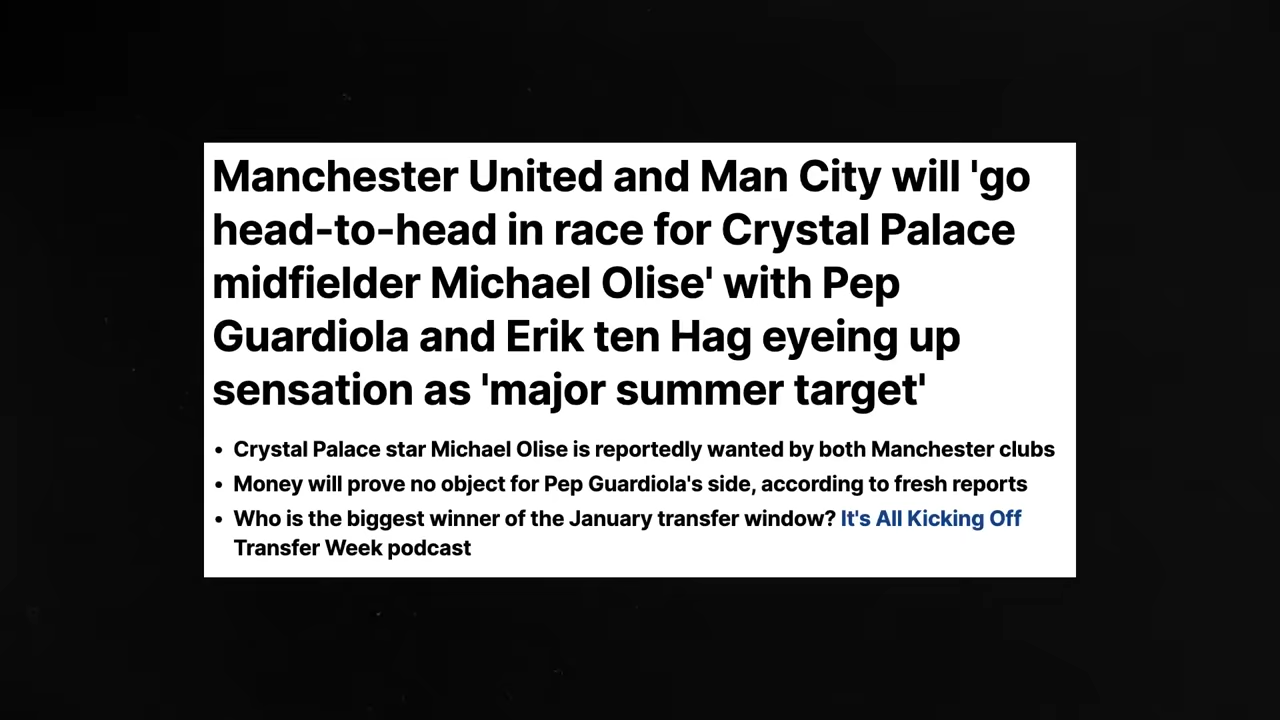 Manchester United and Man City will 'go
head-to-head in race for Crystal Palace
midfielder Michael Olise' with Pep
Guardiola and Erik ten Hag eyeing up
sensation as 'major summer target'
• Crystal Palace star Michael Olise is reportedly wanted by both Manchester clubs
• Money will prove no object for Pep Guardiola's side, according to fresh reports
• Who is the biggest winner of the January transfer window? It's All Kicking Off
Transfer Week podcast